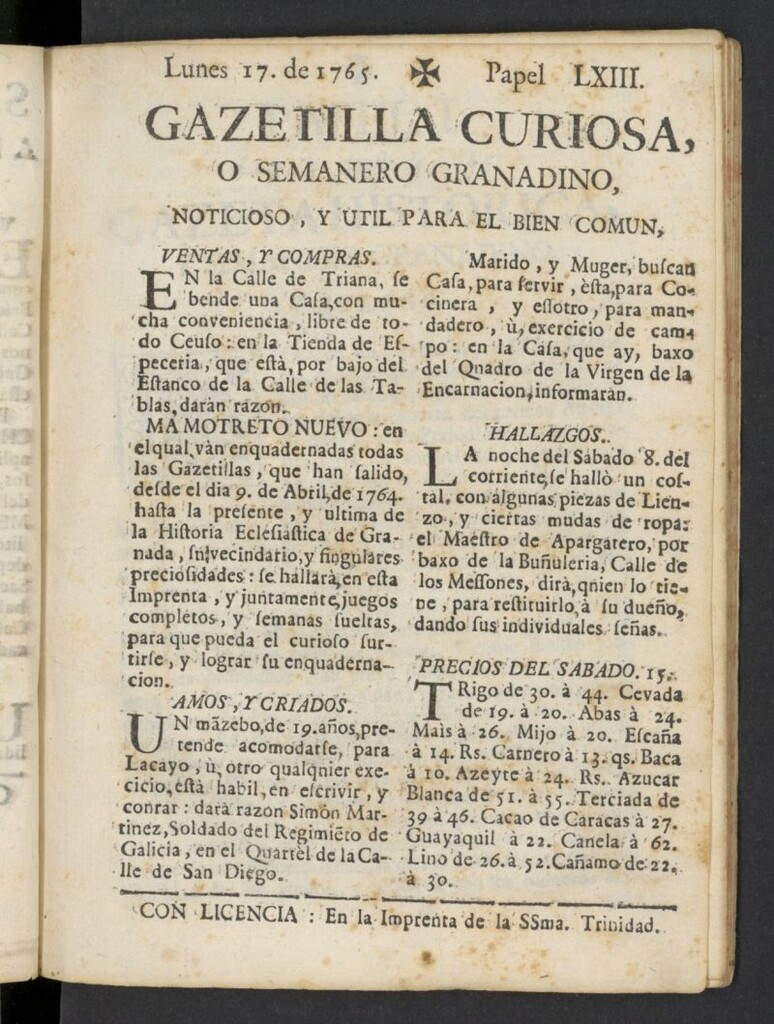 Lunes 17. de 1765. ✠ Papel LXIII.
GAZETILLA CURIOSA,
O SEMANERO GRANADINO,
NOTICIOSO, Y UTIL PARA EL BIEN COMUN,
VENTAS, Y COMPRAS.
EN la Calle de Triana, ſe
bende una Caſa, con mu-
cha conveniencia, libre de to-
do Ceuſo: en la Tienda de Eſ-
peceria, que eſtà, por bajo del
Eſtanco de la Calle de las Ta-
blas, darán razon.
MAMOTRETO NUEVO: en
el qual, ván enquadernadas todas
las Gazetillas, que han ſalido,
deſde el dia 9. de Abril, de 1764.
haſta la preſente, y ultima de
la Hiſtoria Ecleſiáſtica de Gra-
nada, ſu vecindario, y ſingulares
precioſidades: ſe hallará, en eſta
Imprenta, y juntamente, juegos
completos, y ſemanas ſueltas,
para que pueda el curioſo ſur-
tirſe, y lograr ſu enquaderna-
cion.
AMOS, Y CRIADOS.
UN mãzebo, de 19. años, pre-
tende acomodarſe, para
Lacayo, ù, otro qualqnier exe-
cicio, eſtà habil, en eſcrivir, y
conrar: darà razon Simón Mar-
tinez, Soldado del Regimiẽto de
Galicia, en el Quartèl de la Ca-
lle de San Diego.
Marido, y Muger, buſcan
Caſa, para ſervir, èſta, para Co-
cinera, y eſſotro, para man-
dadero, ù, exercicio de cam-
po: en la Caſa, que ay, baxo
del Quadro de la Virgen de la
Encarnacion, informarán.
HALLAZGOS.
LA noche del Sabado 8. del
corriente, ſe hallò un coſ-
tal, con algunas piezas de Lien-
zo, y ciertas mudas de ropa:
el Maeſtro de Apargatero, por
baxo de la Buñuleria, Calle de
los Meſſones, dirà, qnien lo tie-
ne, para reſtituirlo, à ſu dueño,
dando ſus individuales ſeñas.
PRECIOS DEL SABADO. 15.
TRigo de 30. à 44. Cevada
de 19. à 20. Abas à 24.
Mais à 26. Mijo à 20. Eſcaña
à 14. Rs. Carnero à 13. qs. Baca
à 10. Azeyte à 24. Rs. Azucar
Blanca de 51. à 55. Terciada de
39 à 46. Cacao de Caracas à 27.
Guayaquil à 22. Canela à 62.
Lino de 26. à 52. Cañamo de 22.
à 30.
CON LICENCIA: En la Imprenta de la SSma. Trinidad.